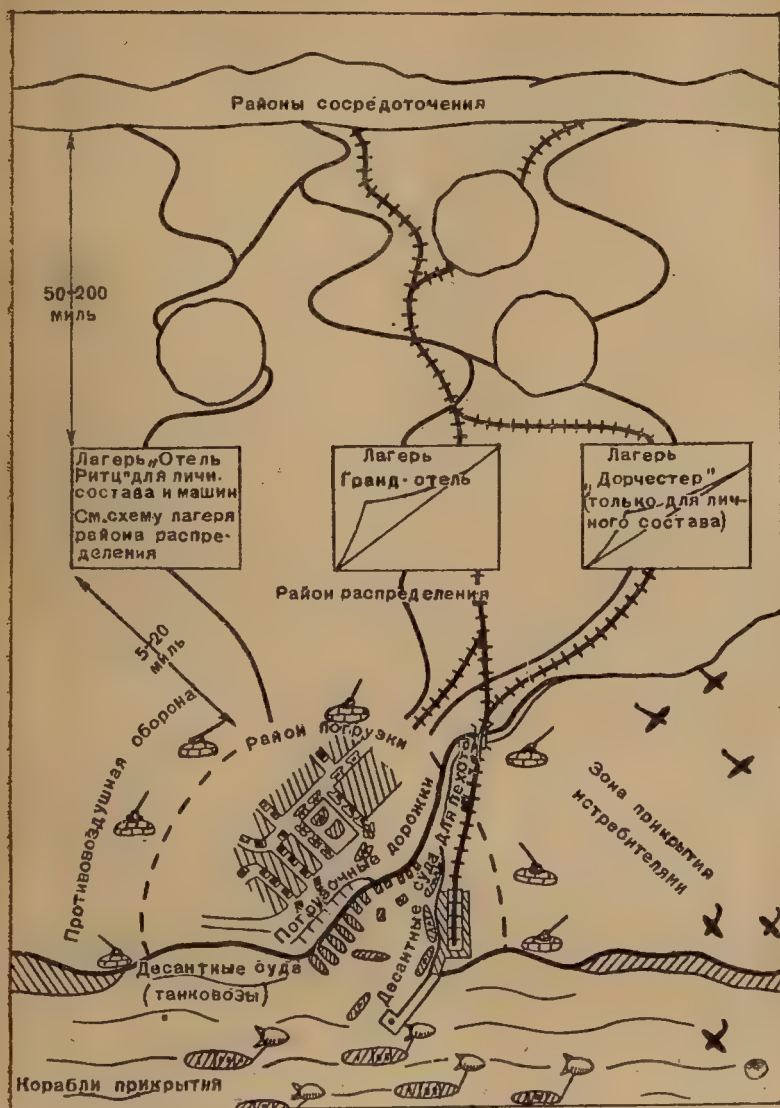 Районы сосредоточения
50-200
миль
Лагерь „Отель
Ритц" для личн.
состава и машин
См. схему лагеря
района распре-
деления
Лагерь
Гранд-отель
Лагерь
„Дорчестер"
(только для лич-
ного состава)
Район распределения
5-20
миль
Противовоздушная оборона
Район погрузки
Погрузочные дорожки
Десантные суда для пехоты
Зона прикрытия
истребителями
Десантные суда
(танковозы)
Корабли прикрытия